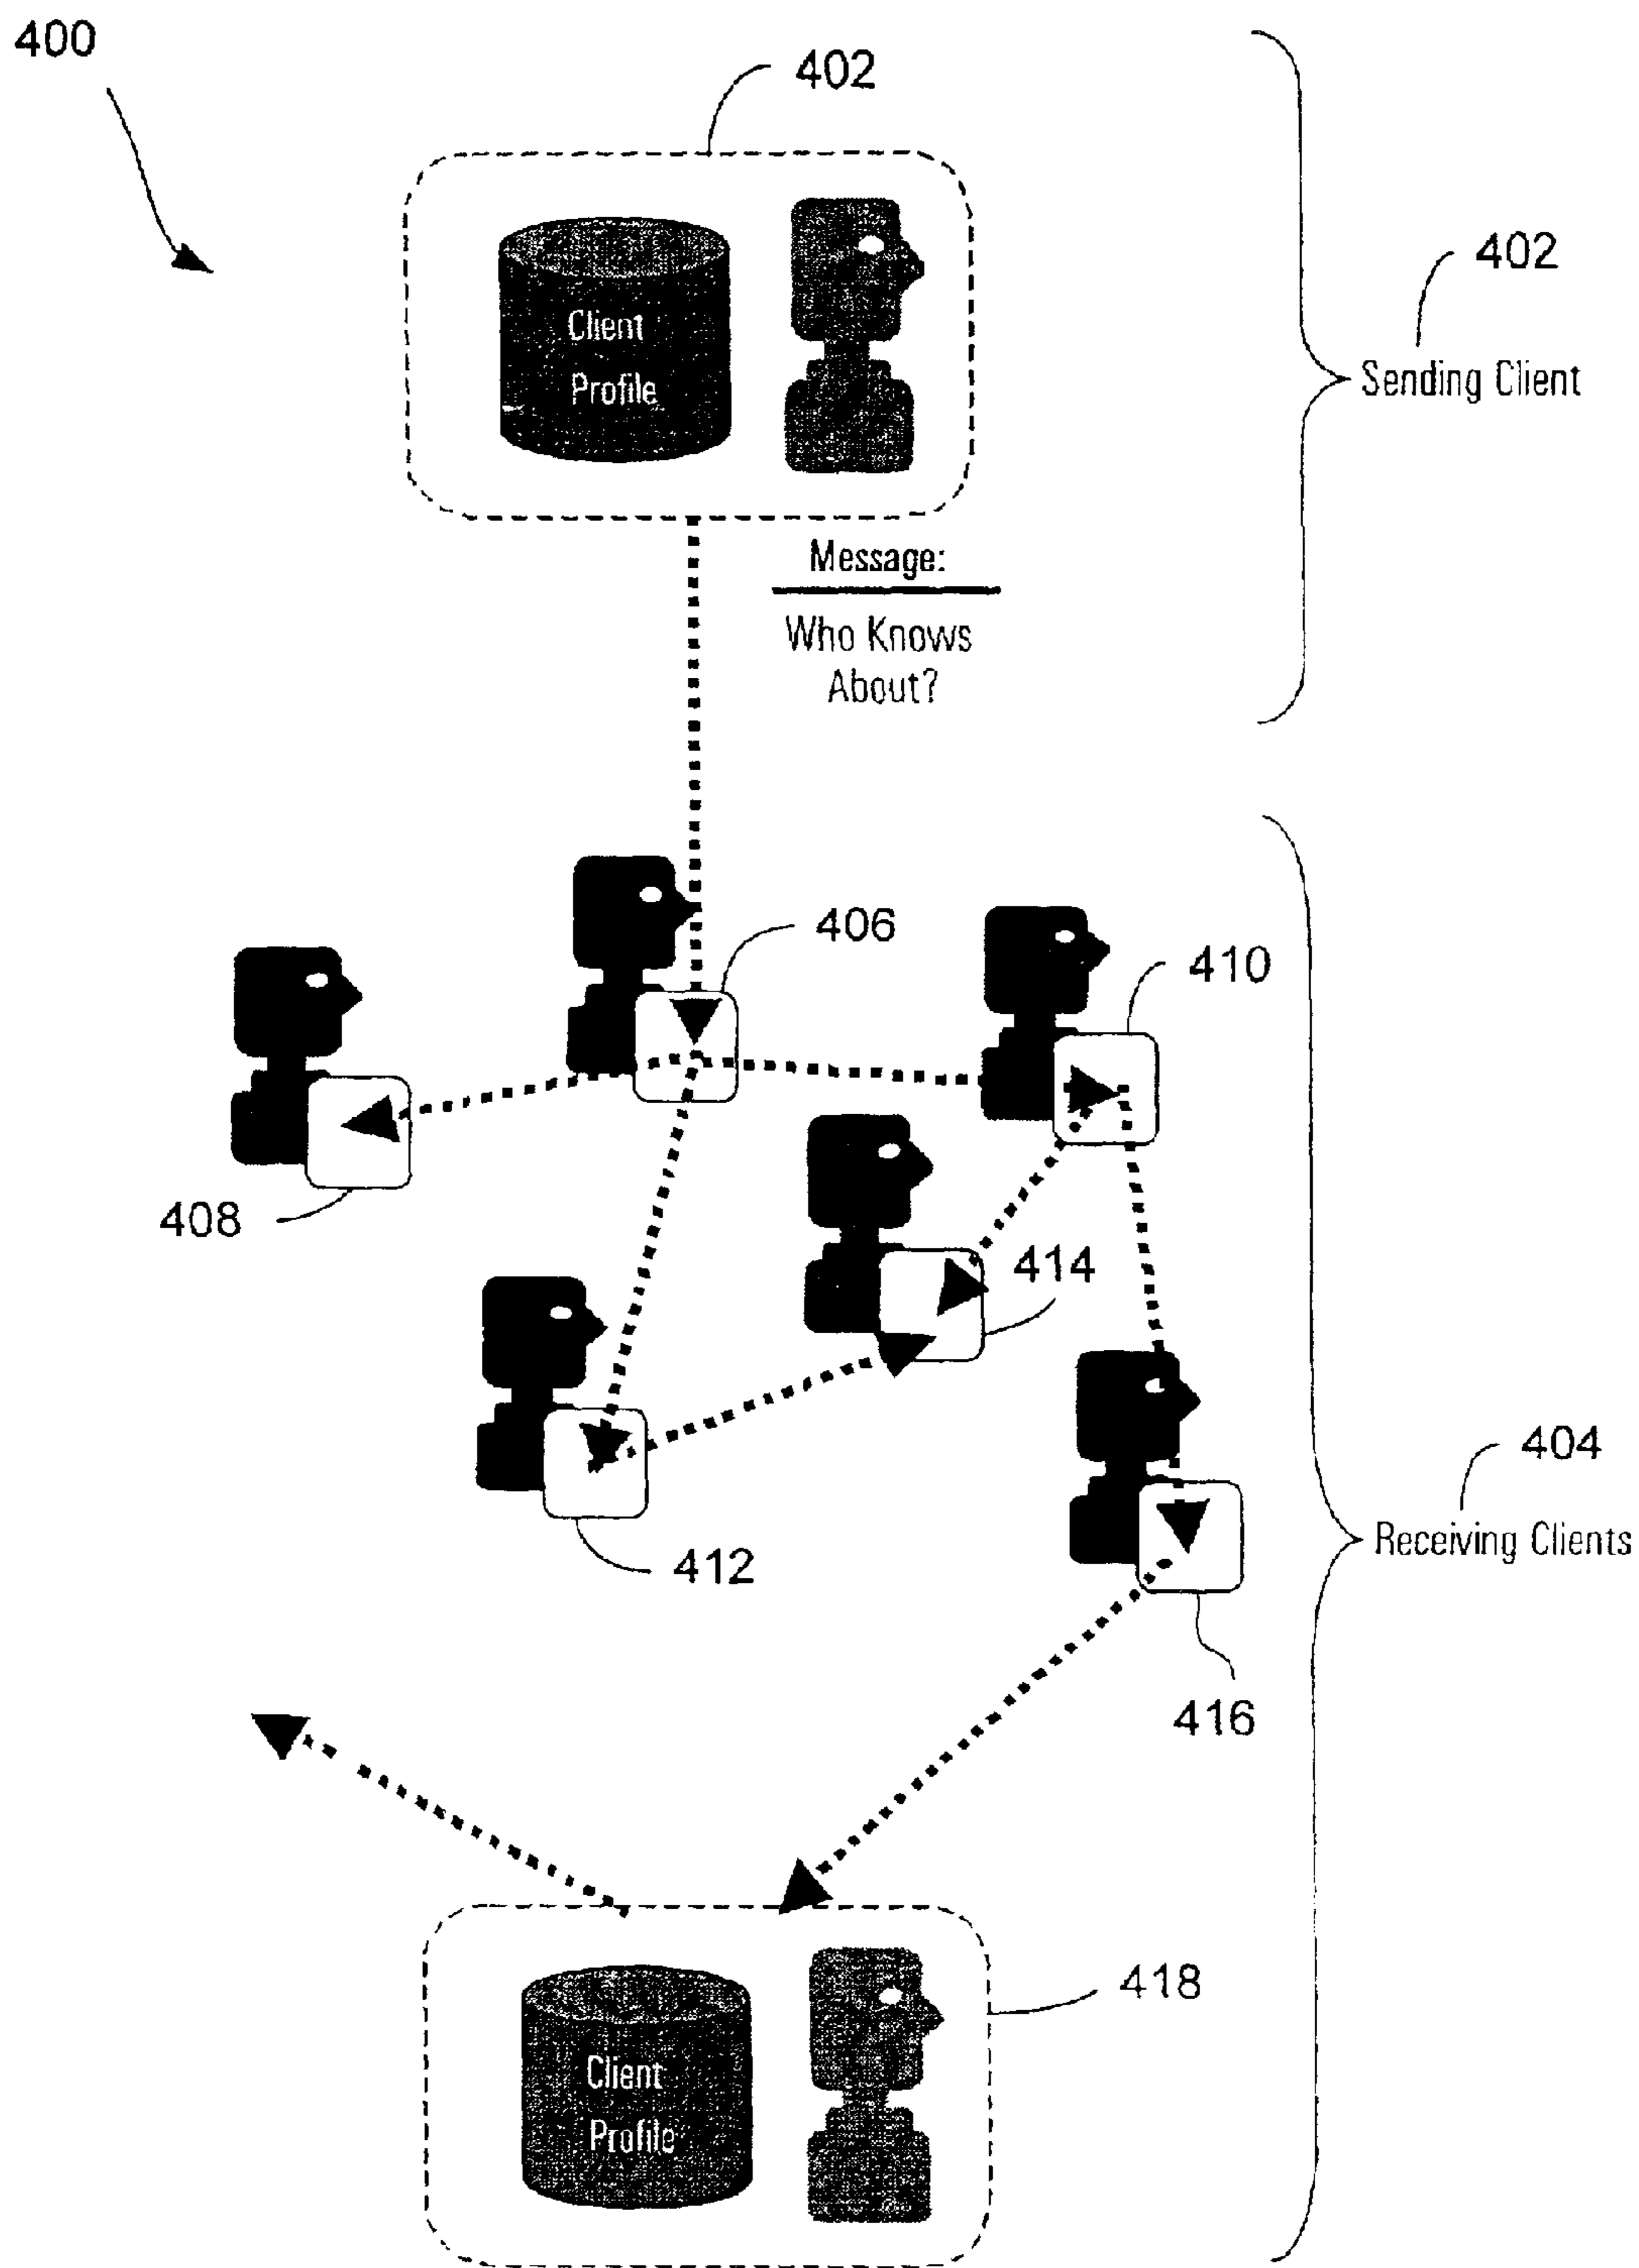 400
402
402
Client
Profile
Sending Client
Message:
Who Knows
About?
406
410
408
414
404
Receiving Clients
412
416
418
Client
Profile